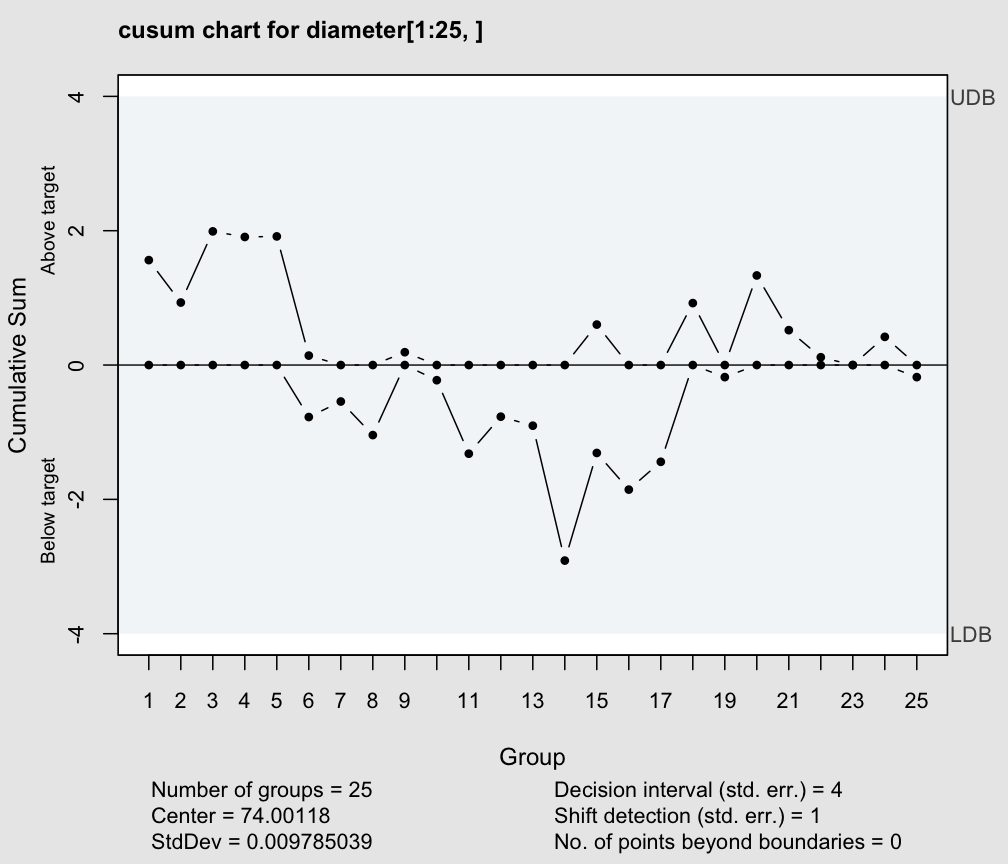 cusum chart for diameter[1:25, ]
4
2
0
-2
-4
Above target
Below target
Cumulative Sum
UDB
LDB
1 2 3 4 5 6 7 8 9 11 13 15 17 19 21 23 25
Group
Number of groups = 25
Center = 74.00118
StdDev = 0.009785039
Decision interval (std. err.) = 4
Shift detection (std. err.) = 1
No. of points beyond boundaries = 0